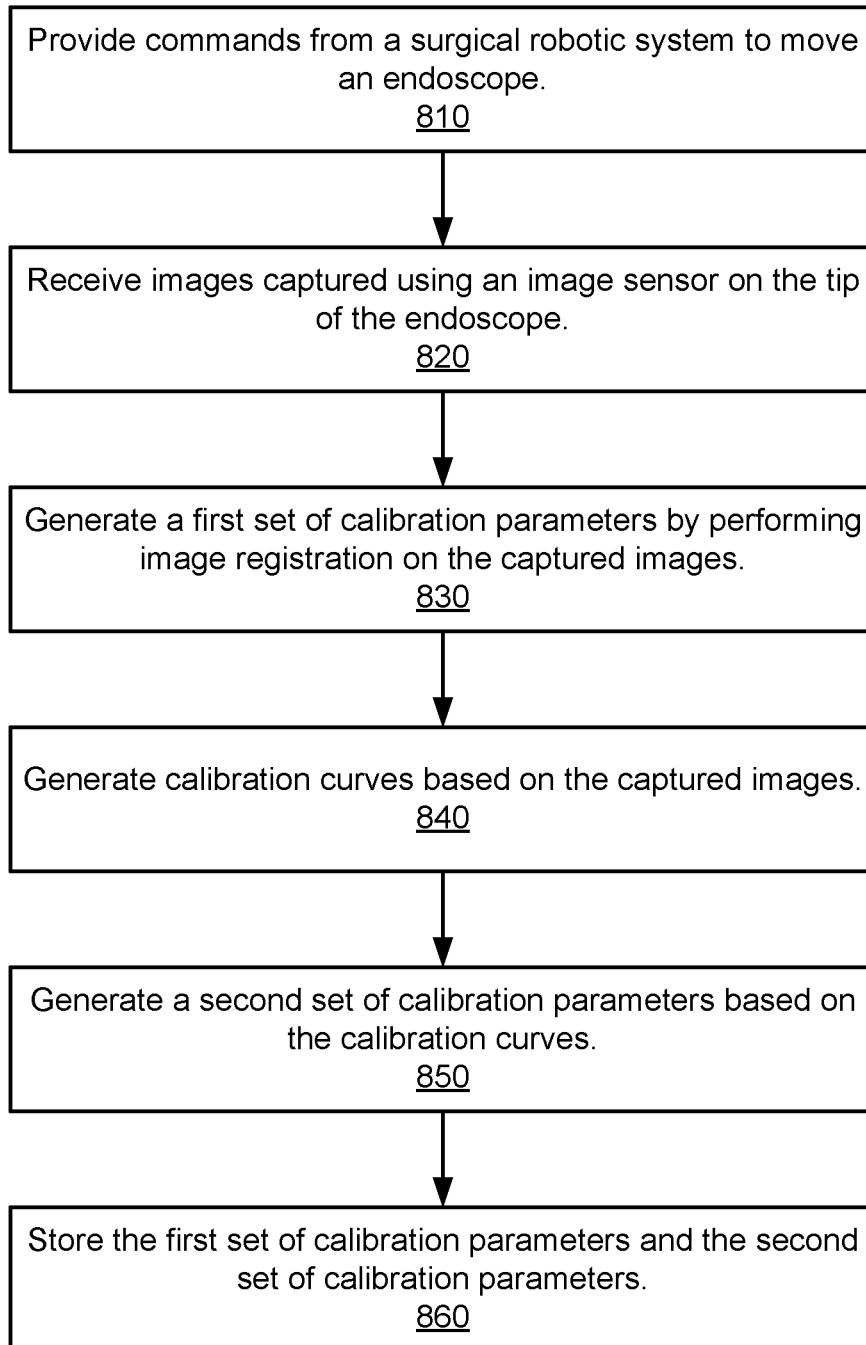 Provide commands from a surgical robotic system to move
an endoscope.
810
Receive images captured using an image sensor on the tip
of the endoscope.
820
Generate a first set of calibration parameters by performing
image registration on the captured images.
830
Generate calibration curves based on the captured images.
840
Generate a second set of calibration parameters based on
the calibration curves.
850
Store the first set of calibration parameters and the second
set of calibration parameters.
860